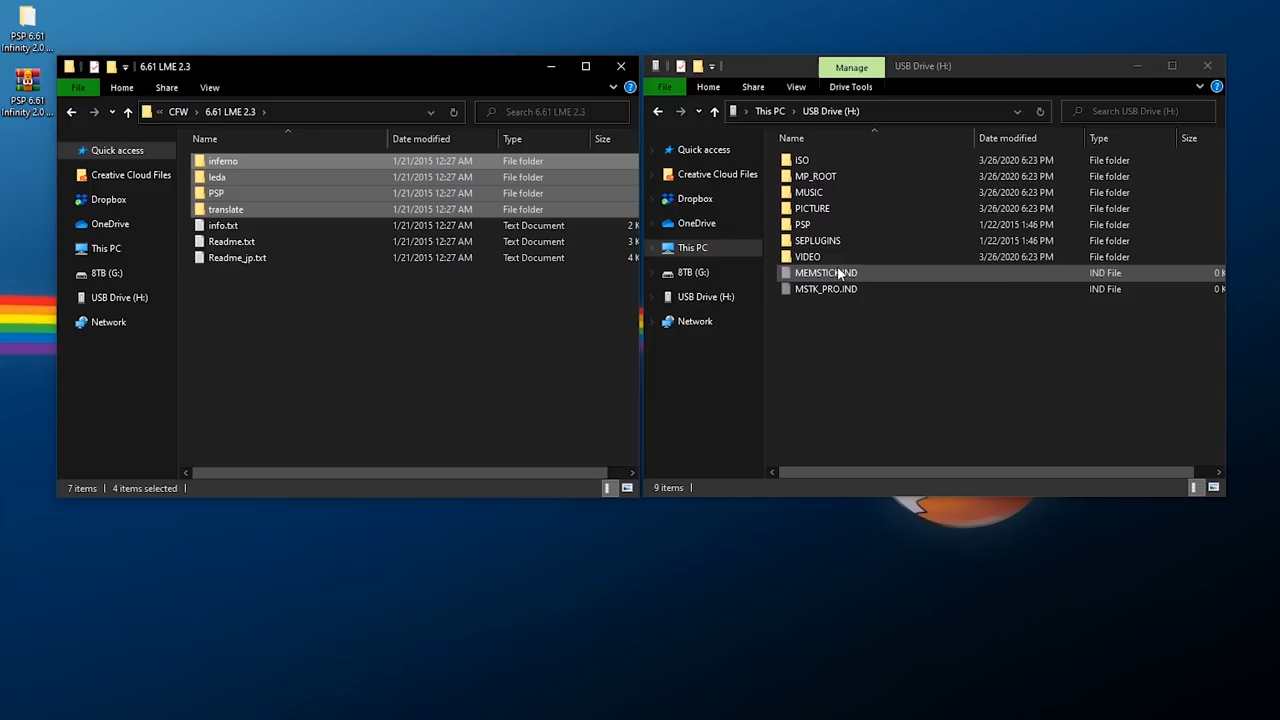 PSP 6.61
Infinity 2.0 ...
PSP 6.61
Infinity 2.0 ...
6.61 LME 2.3
File Home Share View
« CFW › 6.61 LME 2.3 ›
Search 6.61 LME 2.3
Quick access
Creative Cloud Files
Dropbox
OneDrive
This PC
8TB (G:)
USB Drive (H:)
Network
Name Date modified Type Size
inferno 1/21/2015 12:27 AM File folder
leda 1/21/2015 12:27 AM File folder
PSP 1/21/2015 12:27 AM File folder
translate 1/21/2015 12:27 AM File folder
info.txt 1/21/2015 12:27 AM Text Document 2 K
Readme.txt 1/21/2015 12:27 AM Text Document 3 K
Readme_jp.txt 1/21/2015 12:27 AM Text Document 4 K
7 items 4 items selected
Manage USB Drive (H:)
File Home Share View Drive Tools
› This PC › USB Drive (H:)
Search USB Drive (H:)
Quick access
Creative Cloud Files
Dropbox
OneDrive
This PC
8TB (G:)
USB Drive (H:)
Network
Name Date modified Type Size
ISO 3/26/2020 6:23 PM File folder
MP_ROOT 3/26/2020 6:23 PM File folder
MUSIC 3/26/2020 6:23 PM File folder
PICTURE 3/26/2020 6:23 PM File folder
PSP 1/22/2015 1:46 PM File folder
SEPLUGINS 1/22/2015 1:46 PM File folder
VIDEO 3/26/2020 6:23 PM File folder
MEMSTICK.IND IND File 0 K
MSTK_PRO.IND IND File 0 K
9 items